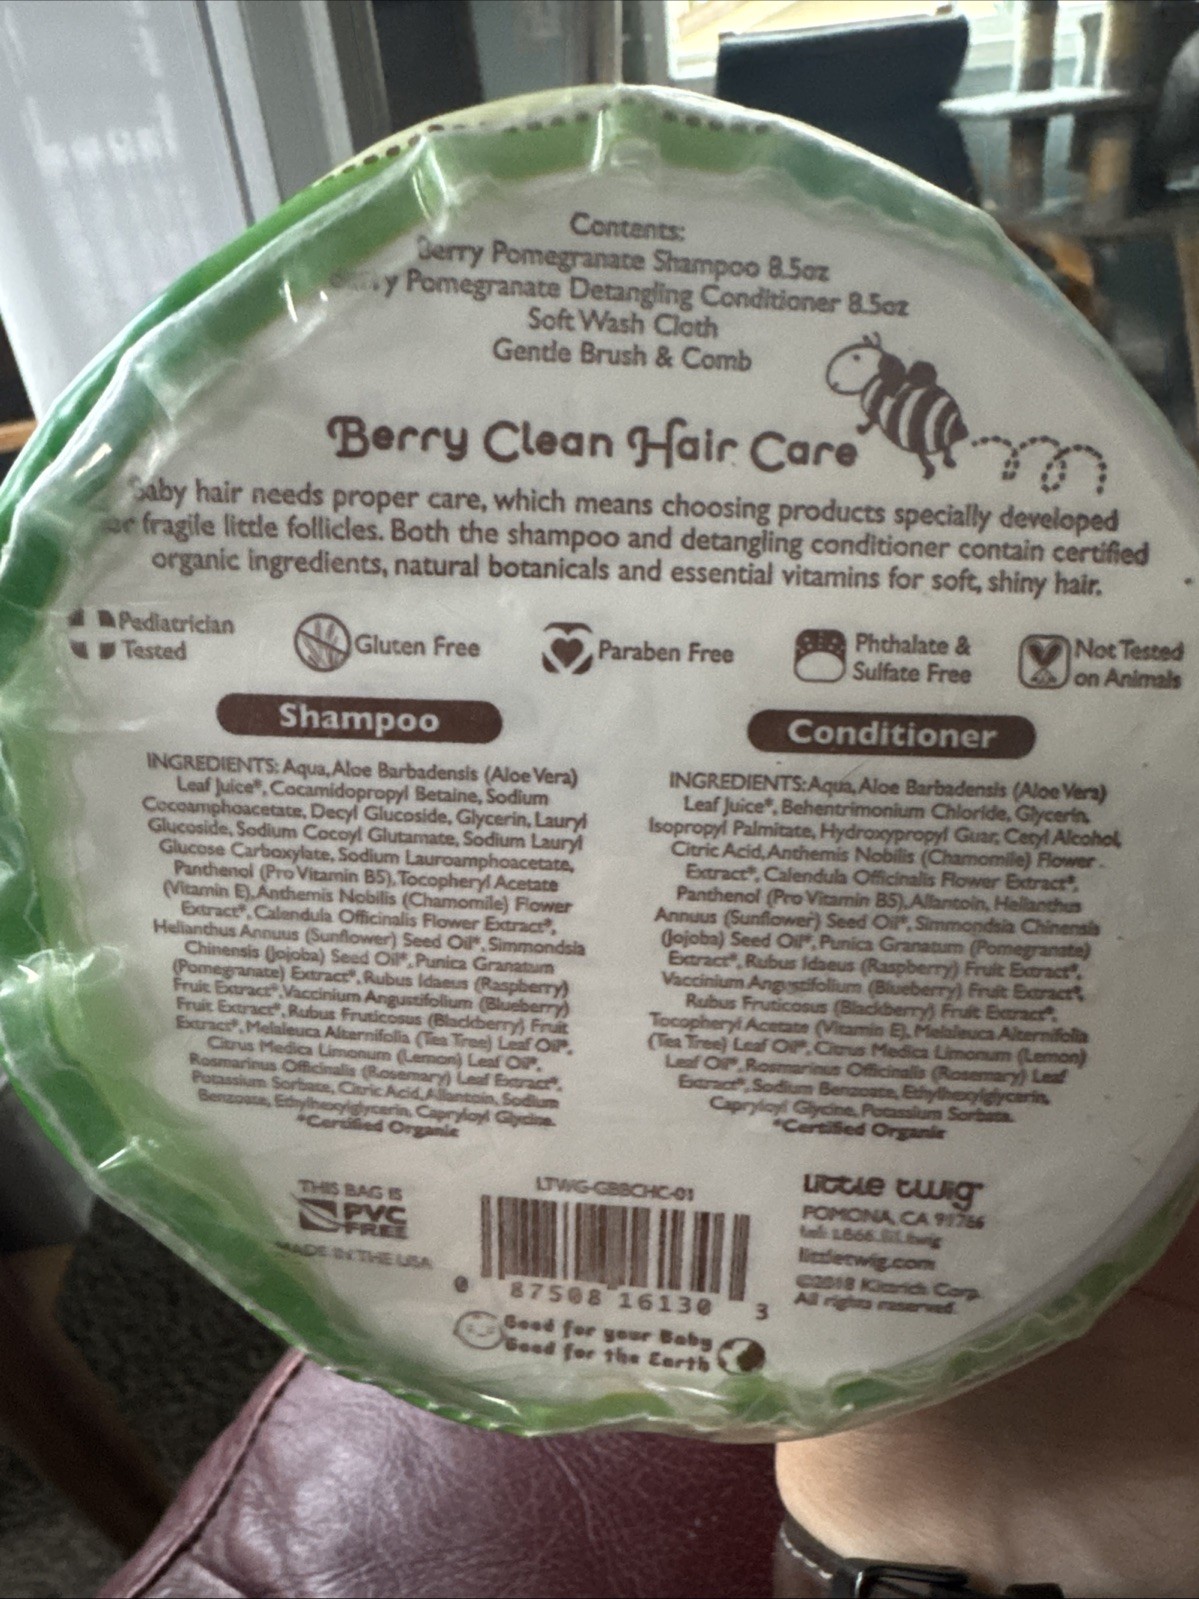 Contents:
Berry Pomegranate Shampoo 8.5oz
Pomegranate Detangling Conditioner 8.5oz
Soft Wash Cloth
Gentle Brush & Comb
Berry Clean Hair Care
Baby hair needs proper care, which means choosing products specially developed
fragile little follicles. Both the shampoo and detangling conditioner contain certified
organic ingredients, natural botanicals and essential vitamins for soft, shiny hair.
Pediatrician
Tested
Gluten Free
Paraben Free
Phthalate &
Sulfate Free
Not Tested
on Animals
Shampoo
INGREDIENTS: Aqua, Aloe Barbadensis (Aloe Vera)
Leaf Juice*, Cocamidopropyl Betaine, Sodium
Cocoamphoacetate, Decyl Glucoside, Glycerin, Lauryl
Glucoside, Sodium Cocoyl Glutamate, Sodium Lauryl
Glucose Carboxylate, Sodium Lauroamphoacetate,
Panthenol (Pro Vitamin B5), Tocopheryl Acetate
(Vitamin E), Anthemis Nobilis (Chamomile) Flower
Extract*, Calendula Officinalis Flower Extract*,
Helianthus Annuus (Sunflower) Seed Oil*, Simmondsia
Chinensis (Jojoba) Seed Oil*, Punica Granatum
(Pomegranate) Extract*, Rubus Idaeus (Raspberry)
Fruit Extract*, Vaccinium Angustifolium (Blueberry)
Fruit Extract*, Rubus Fruticosus (Blackberry) Fruit
Extract*, Melaleuca Alternifolia (Tea Tree) Leaf Oil*,
Citrus Medica Limonum (Lemon) Leaf Oil*,
Rosmarinus Officinalis (Rosemary) Leaf Extract*,
Potassium Sorbate, Citric Acid, Allantoin, Sodium
Benzoate, Ethylhexylglycerin, Capryloyl Glycine.
*Certified Organic
Conditioner
INGREDIENTS: Aqua, Aloe Barbadensis (Aloe Vera)
Leaf Juice*, Behentrimonium Chloride, Glycerin,
Isopropyl Palmitate, Hydroxypropyl Guar, Cetyl Alcohol,
Citric Acid, Anthemis Nobilis (Chamomile) Flower
Extract*, Calendula Officinalis Flower Extract*,
Panthenol (Pro Vitamin B5), Allantoin, Helianthus
Annuus (Sunflower) Seed Oil*, Simmondsia Chinensis
(Jojoba) Seed Oil*, Punica Granatum (Pomegranate)
Extract*, Rubus Idaeus (Raspberry) Fruit Extract*,
Vaccinium Angustifolium (Blueberry) Fruit Extract*,
Rubus Fruticosus (Blackberry) Fruit Extract*,
Tocopheryl Acetate (Vitamin E), Melaleuca Alternifolia
(Tea Tree) Leaf Oil*, Citrus Medica Limonum (Lemon)
Leaf Oil*, Rosmarinus Officinalis (Rosemary) Leaf
Extract*, Sodium Benzoate, Ethylhexylglycerin,
Capryloyl Glycine, Potassium Sorbate.
*Certified Organic
THIS BAG IS
PVC
FREE
MADE IN THE USA
LTWG-GBBCHC-01
0 87508 16130 3
Good for your Baby
Good for the Earth
little twig
POMONA, CA 91766
littletwig.com
©2018 Kittrich Corp.
All rights reserved.